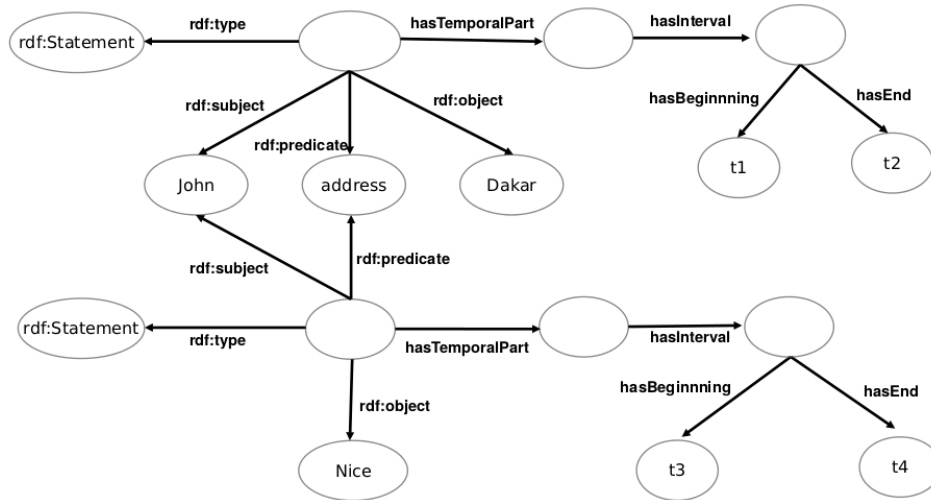 rdf:type
hasTemporalPart
hasInterval
rdf:Statement
hasBeginnning
hasEnd
rdf:subject
rdf:object
rdf:predicate
t1
t2
John
address
Dakar
rdf:subject
rdf:predicate
rdf:Statement
rdf:type
hasTemporalPart
hasInterval
hasBeginnning
hasEnd
rdf:object
Nice
t3
t4